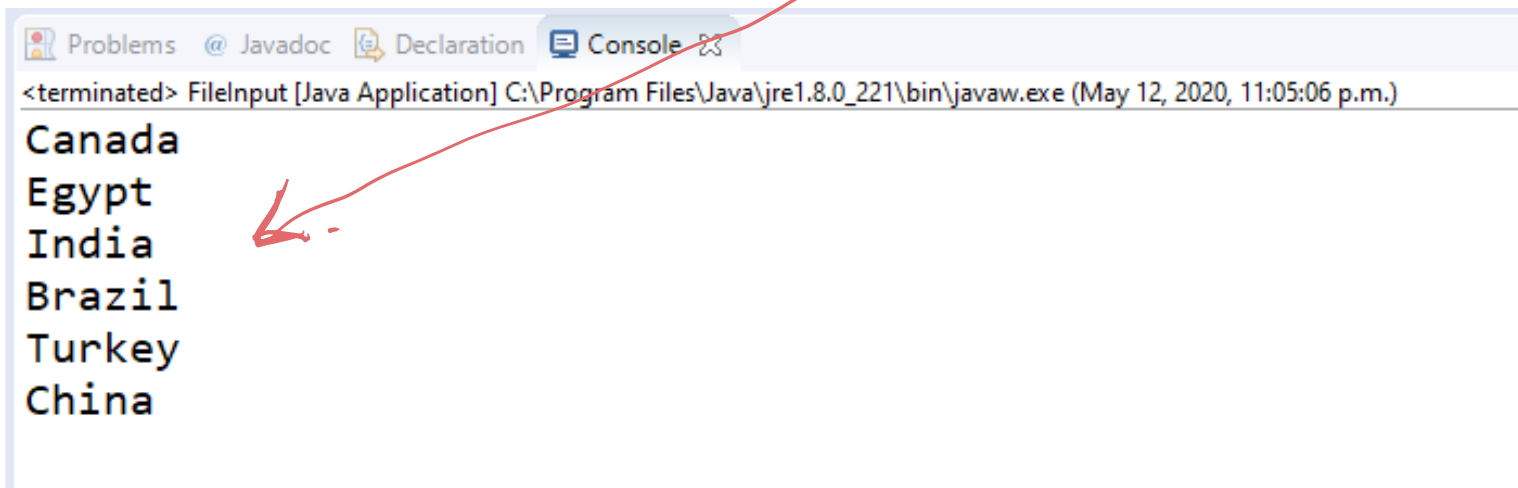 Problems @ Javadoc Declaration Console
<terminated> FileInput [Java Application] C:\Program Files\Java\jre1.8.0_221\bin\javaw.exe (May 12, 2020, 11:05:06 p.m.)
Canada
Egypt
India
Brazil
Turkey
China